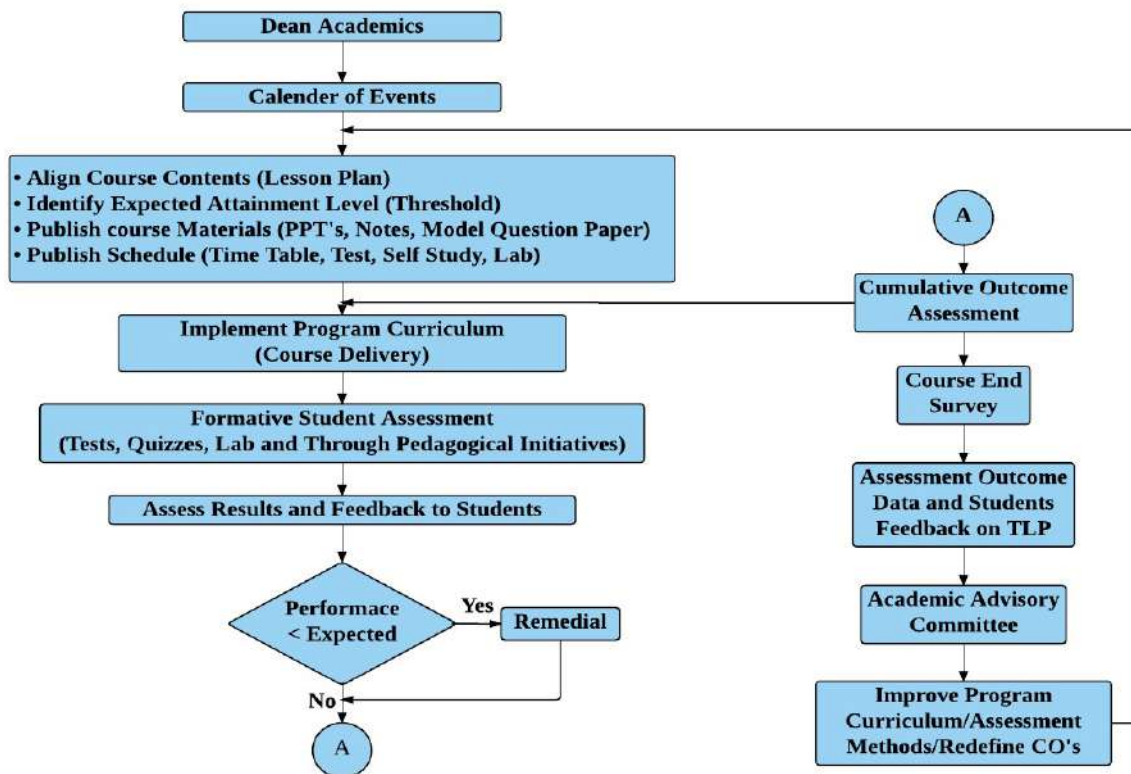 Dean Academics
Calender of Events
• Align Course Contents (Lesson Plan)
• Identify Expected Attainment Level (Threshold)
• Publish course Materials (PPT's, Notes, Model Question Paper)
• Publish Schedule (Time Table, Test, Self Study, Lab)
Implement Program Curriculum
(Course Delivery)
Formative Student Assessment
(Tests, Quizzes, Lab and Through Pedagogical Initiatives)
Assess Results and Feedback to Students
Performace
< Expected
Yes
Remedial
No
A
A
Cumulative Outcome
Assessment
Course End
Survey
Assessment Outcome
Data and Students
Feedback on TLP
Academic Advisory
Committee
Improve Program
Curriculum/Assessment
Methods/Redefine CO's